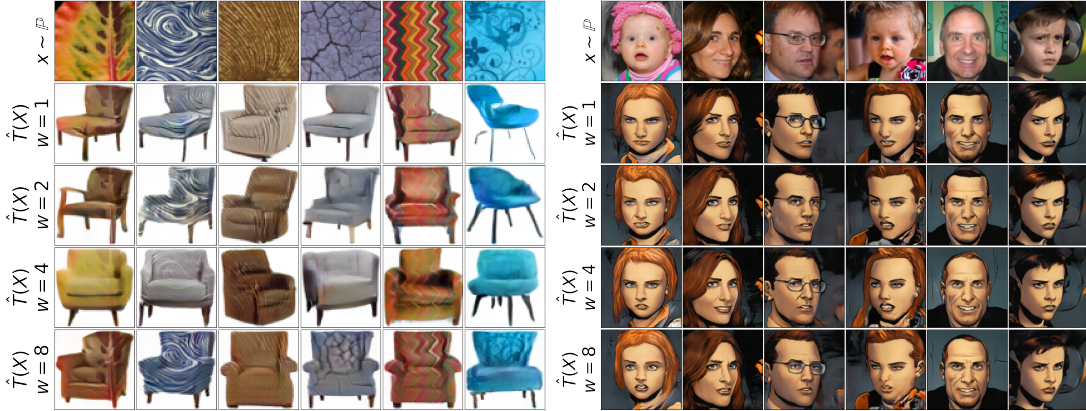 x ~ ℙ
x ~ ℙ
T̂(X)
w = 1
T̂(X)
w = 1
T̂(X)
w = 2
T̂(X)
w = 2
T̂(X)
w = 4
T̂(X)
w = 4
T̂(X)
w = 8
T̂(X)
w = 8